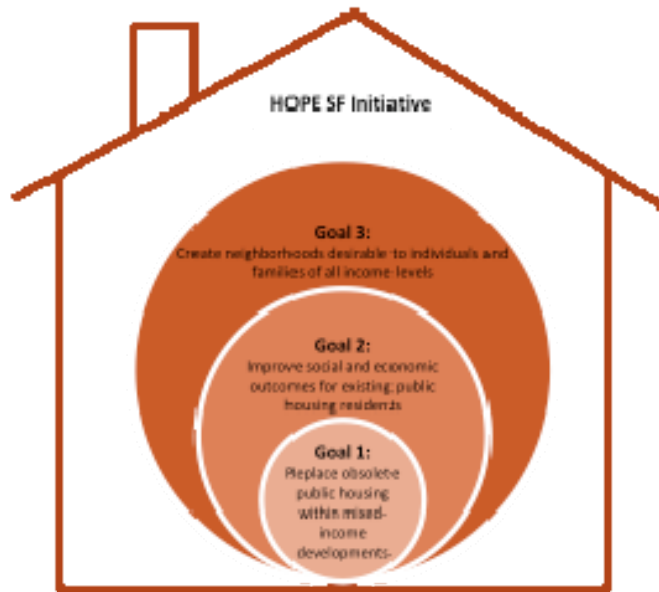 HOPE SF Initiative
Goal 3:
Create neighborhoods desirable to individuals and
families of all income levels
Goal 2:
Improve social and economic
outcomes for existing public
housing residents
Goal 1:
Replace obsolete
public housing
within mixed-
income
developments